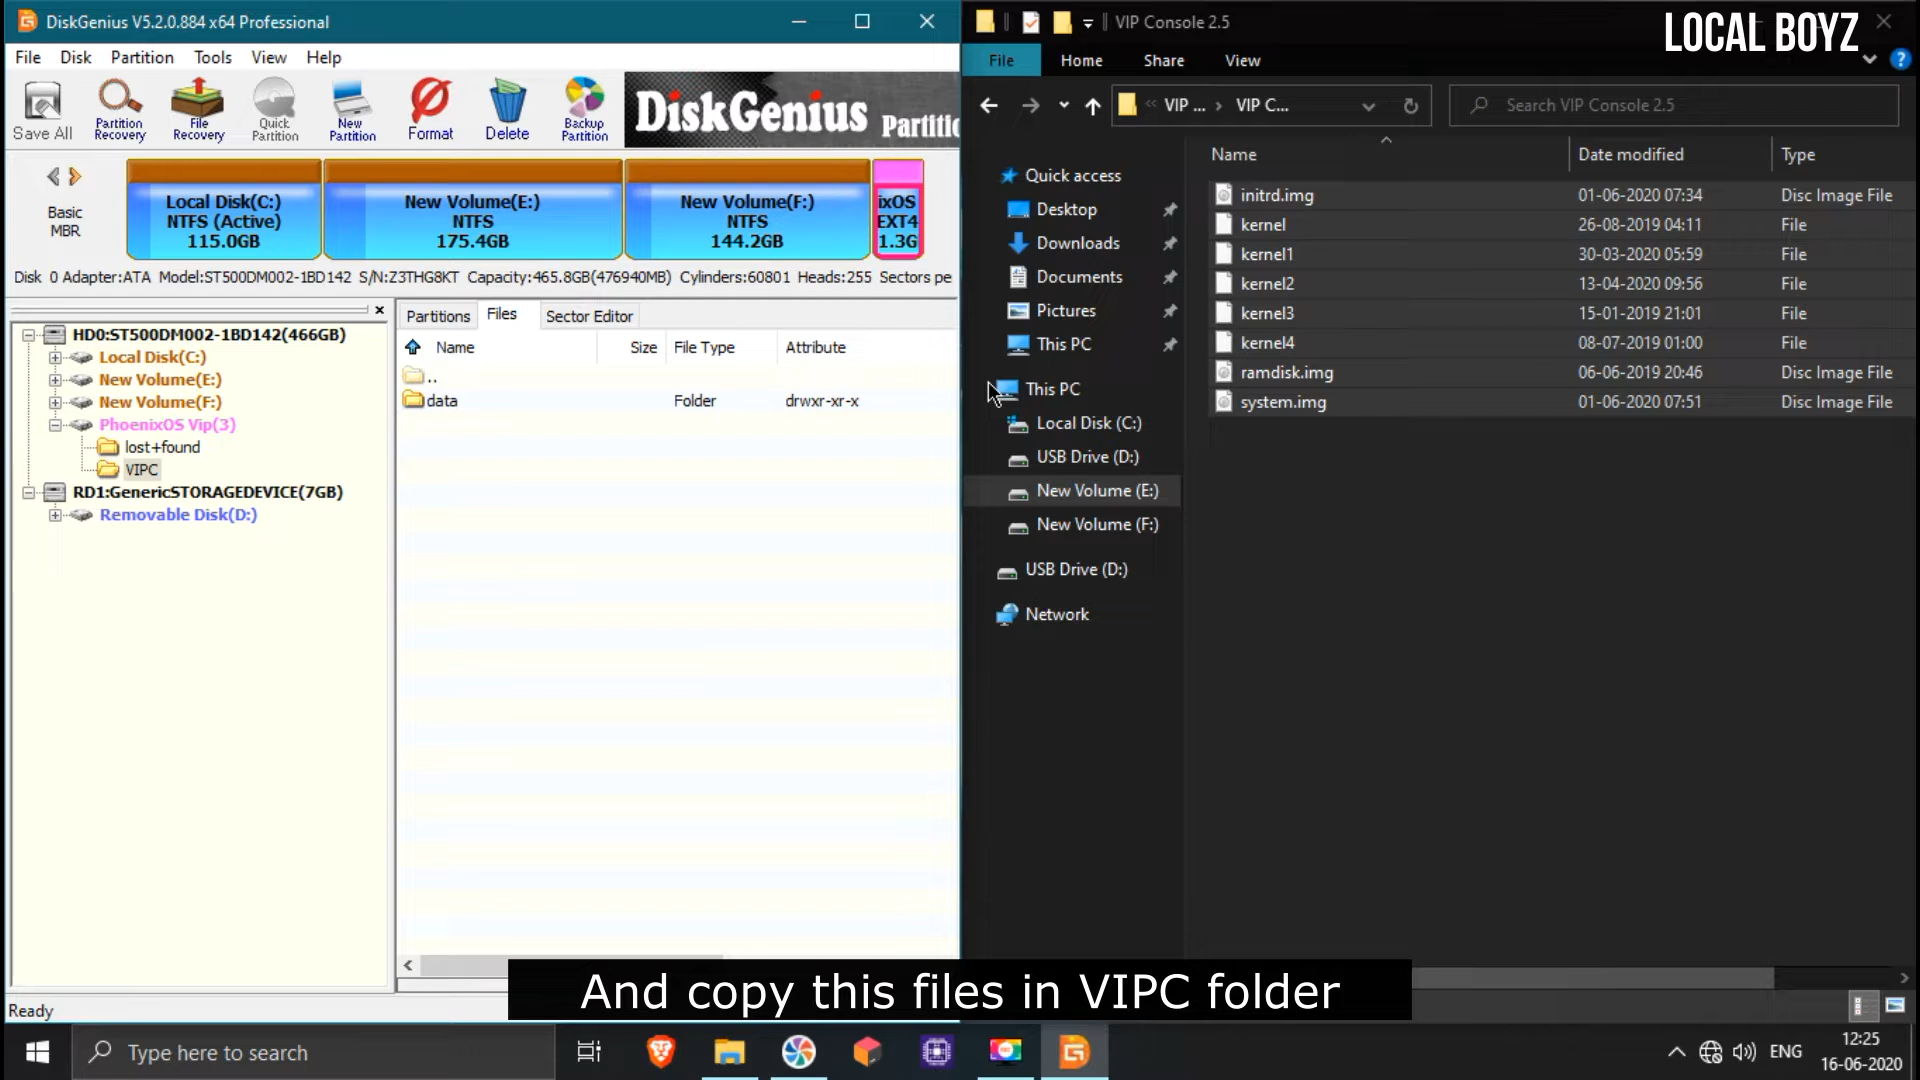 DiskGenius V5.2.0.884 x64 Professional
File Disk Partition Tools View Help
Save All
Partition Recovery
File Recovery
Quick Partition
New Partition
Format
Delete
Backup Partition
DiskGenius
Basic
MBR
Local Disk(C:)
NTFS (Active)
115.0GB
New Volume(E:)
NTFS
175.4GB
New Volume(F:)
NTFS
144.2GB
ixOS
EXT4
1.3G
Disk 0 Adapter:ATA Model:ST500DM002-1BD142 S/N:Z3THG8KT Capacity:465.8GB(476940MB) Cylinders:60801 Heads:255 Sectors pe
HD0:ST500DM002-1BD142(466GB)
Local Disk(C:)
New Volume(E:)
New Volume(F:)
PhoenixOS Vip(3)
lost+found
VIPC
RD1:GenericSTORAGEDEVICE(7GB)
Removable Disk(D:)
Partitions Files Sector Editor
Name Size File Type Attribute
..
data Folder drwxr-xr-x
Ready
VIP Console 2.5
LOCAL BOYZ
File Home Share View
?
« VIP ... › VIP C...
Search VIP Console 2.5
Quick access
Desktop
Downloads
Documents
Pictures
This PC
This PC
Local Disk (C:)
USB Drive (D:)
New Volume (E:)
New Volume (F:)
USB Drive (D:)
Network
Name Date modified Type
initrd.img 01-06-2020 07:34 Disc Image File
kernel 26-08-2019 04:11 File
kernel1 30-03-2020 05:59 File
kernel2 13-04-2020 09:56 File
kernel3 15-01-2019 21:01 File
kernel4 08-07-2019 01:00 File
ramdisk.img 06-06-2019 20:46 Disc Image File
system.img 01-06-2020 07:51 Disc Image File
And copy this files in VIPC folder
Type here to search
ENG
12:25
16-06-2020